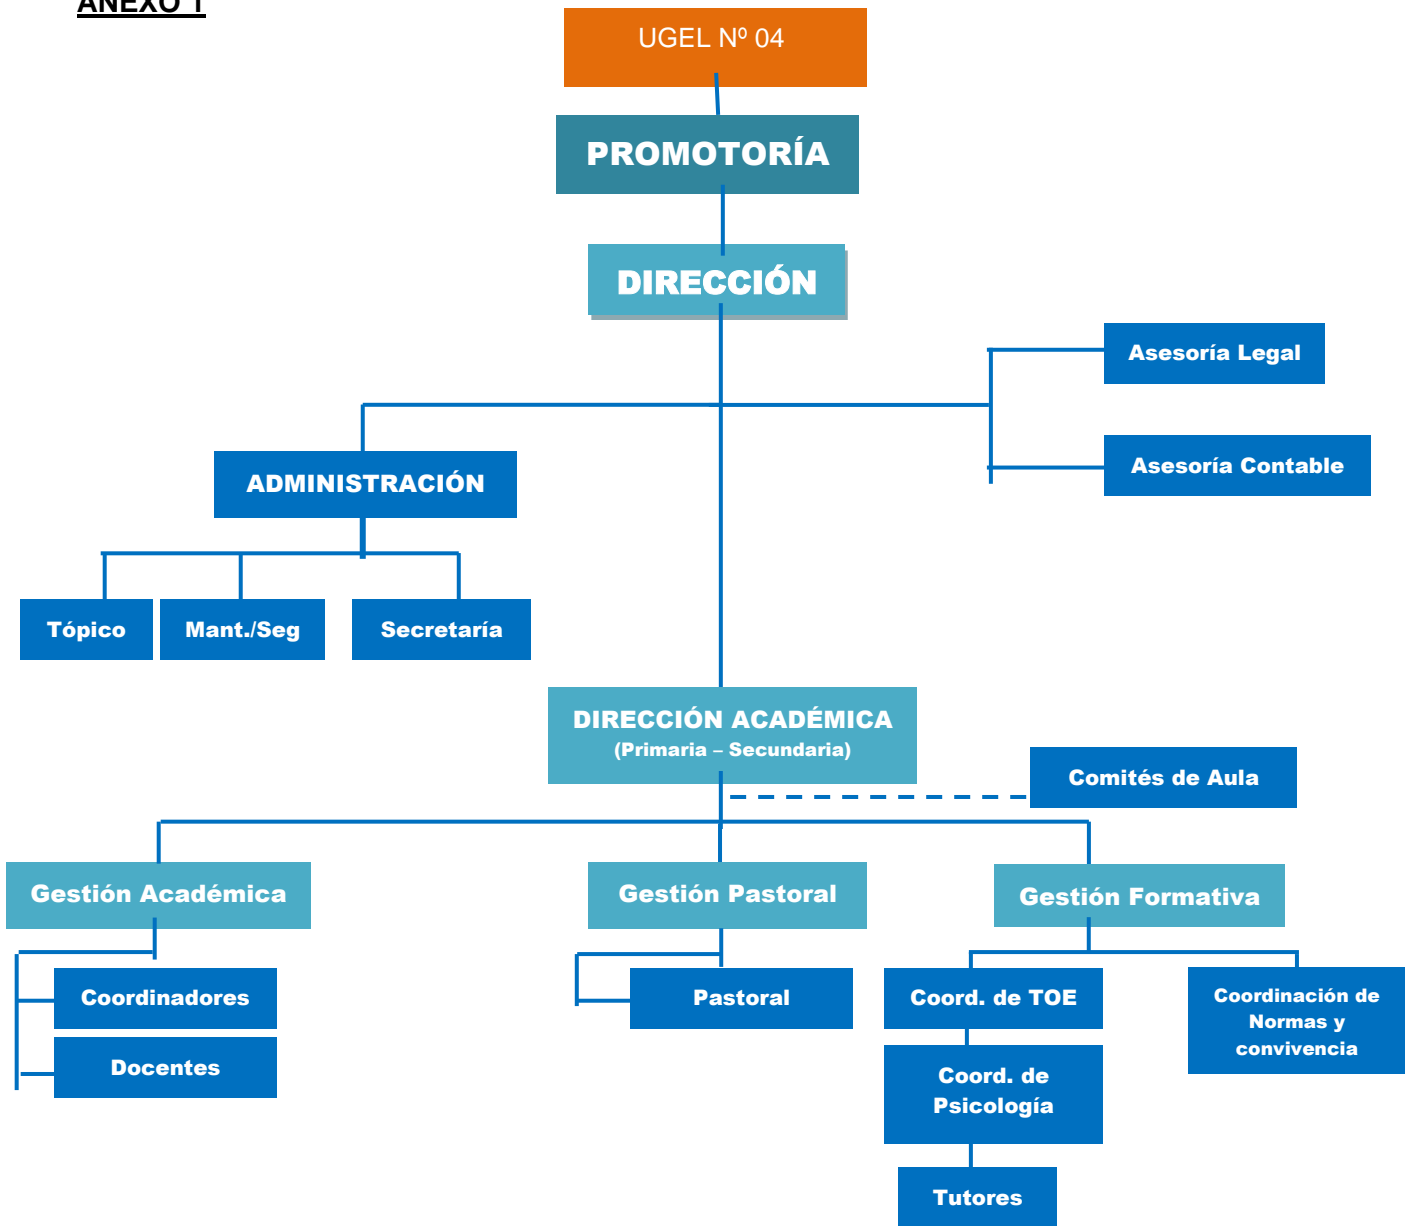 ANEXO 1
UGEL Nº 04
PROMOTORÍA
DIRECCIÓN
Asesoría Legal
Asesoría Contable
ADMINISTRACIÓN
Tópico
Mant./Seg
Secretaría
DIRECCIÓN ACADÉMICA
(Primaria – Secundaria)
Comités de Aula
Gestión Académica
Gestión Pastoral
Gestión Formativa
Coordinadores
Docentes
Pastoral
Coord. de TOE
Coord. de
Psicología
Tutores
Coordinación de
Normas y
convivencia